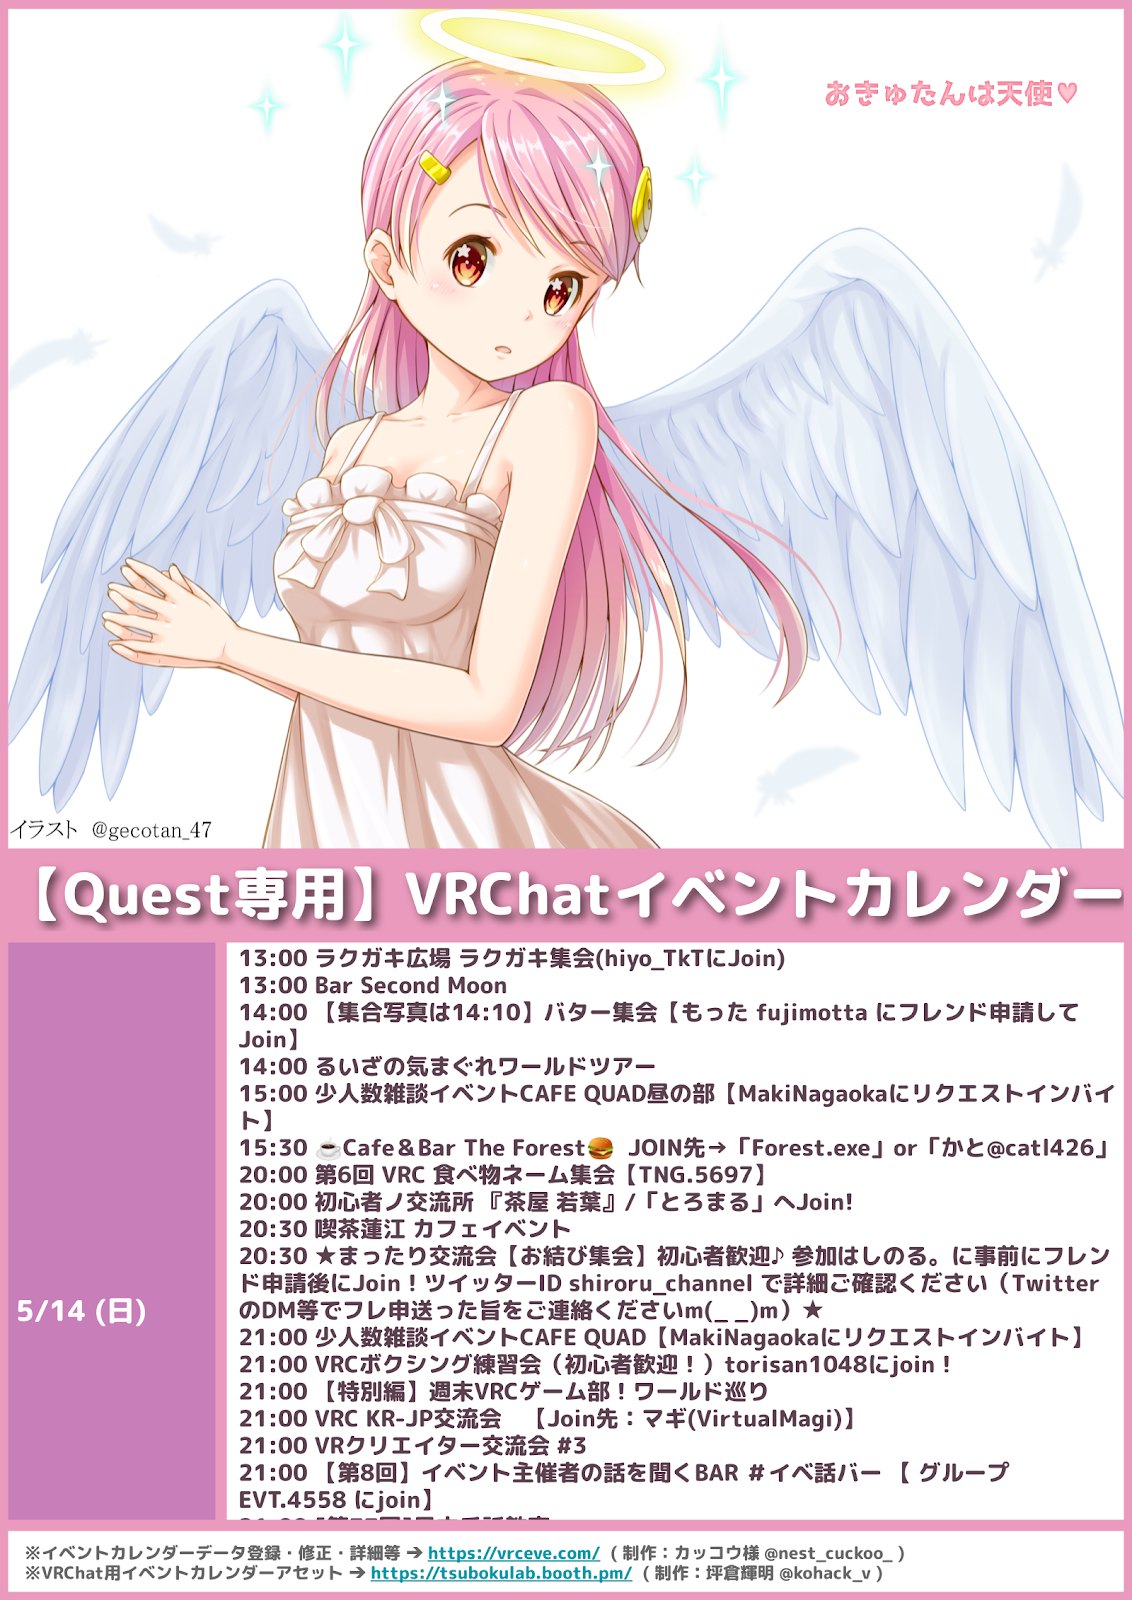 おきゅたんは天使♥
イラスト @gecotan_47
【Quest専用】VRChatイベントカレンダー
13:00 ラクガキ広場 ラクガキ集会(hiyo_TkTにJoin)
13:00 Bar Second Moon
14:00 【集合写真は14:10】バター集会【もった fujimotta にフレンド申請して
Join】
14:00 るいざの気まぐれワールドツアー
15:00 少人数雑談イベントCAFE QUAD昼の部【MakiNagaokaにリクエストインバイ
ト】
15:30 ☕Cafe＆Bar The Forest🍔 JOIN先→「Forest.exe」or「かと@catl426」
20:00 第6回 VRC 食べ物ネーム集会【TNG.5697】
20:00 初心者ノ交流所 『茶屋 若葉』/「とろまる」へJoin!
20:30 喫茶蓮江 カフェイベント
20:30 ★まったり交流会【お結び集会】初心者歓迎♪ 参加はしのる。に事前にフレン
ド申請後にJoin！ツイッターID shiroru_channel で詳細ご確認ください（Twitter
のDM等でフレ申送った旨をご連絡くださいm(_ _)m）★
5/14 (日)
21:00 少人数雑談イベントCAFE QUAD【MakiNagaokaにリクエストインバイト】
21:00 VRCボクシング練習会（初心者歓迎！）torisan1048にjoin！
21:00 【特別編】週末VRCゲーム部！ワールド巡り
21:00 VRC KR-JP交流会 【Join先：マギ(VirtualMagi)】
21:00 VRクリエイター交流会 #3
21:00 【第8回】イベント主催者の話を聞くBAR ＃イベ話バー 【 グループ
EVT.4558 にjoin】
※イベントカレンダーデータ登録・修正・詳細等 ➔ https://vrceve.com/ ( 制作：カッコウ様 @nest_cuckoo_ )
※VRChat用イベントカレンダーアセット ➔ https://tsubokulab.booth.pm/ ( 制作：坪倉輝明 @kohack_v )